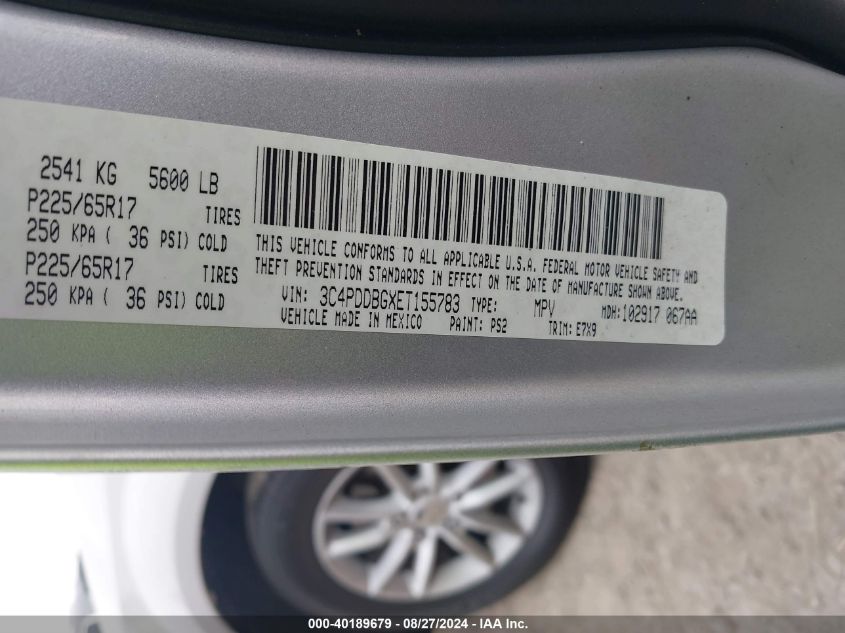 2541 KG 5600 LB
P225/65R17 TIRES
250 KPA ( 36 PSI) COLD
P225/65R17 TIRES
250 KPA ( 36 PSI) COLD
THIS VEHICLE CONFORMS TO ALL APPLICABLE U.S.A. FEDERAL MOTOR VEHICLE SAFETY AND
THEFT PREVENTION STANDARDS IN EFFECT ON THE DATE OF MANUFACTURE SHOWN ABOVE.
VIN: 3C4PDDBGXET155783 TYPE: MPV MDH:102917 067AA
VEHICLE MADE IN MEXICO PAINT: PS2 TRIM: E7X9
000-40189679 - 08/27/2024 - IAA Inc.